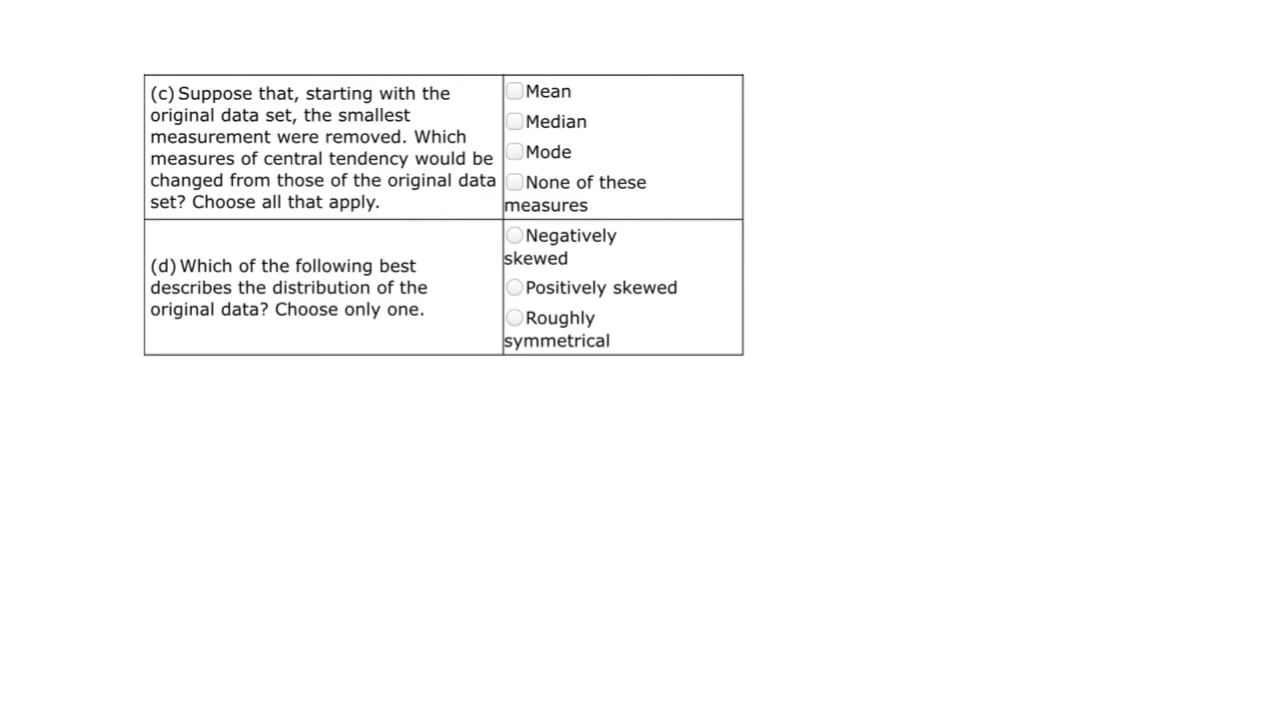 (c) Suppose that, starting with the
original data set, the smallest
measurement were removed. Which
measures of central tendency would be
changed from those of the original data
set? Choose all that apply.
Mean
Median
Mode
None of these
measures
(d) Which of the following best
describes the distribution of the
original data? Choose only one.
Negatively
skewed
Positively skewed
Roughly
symmetrical